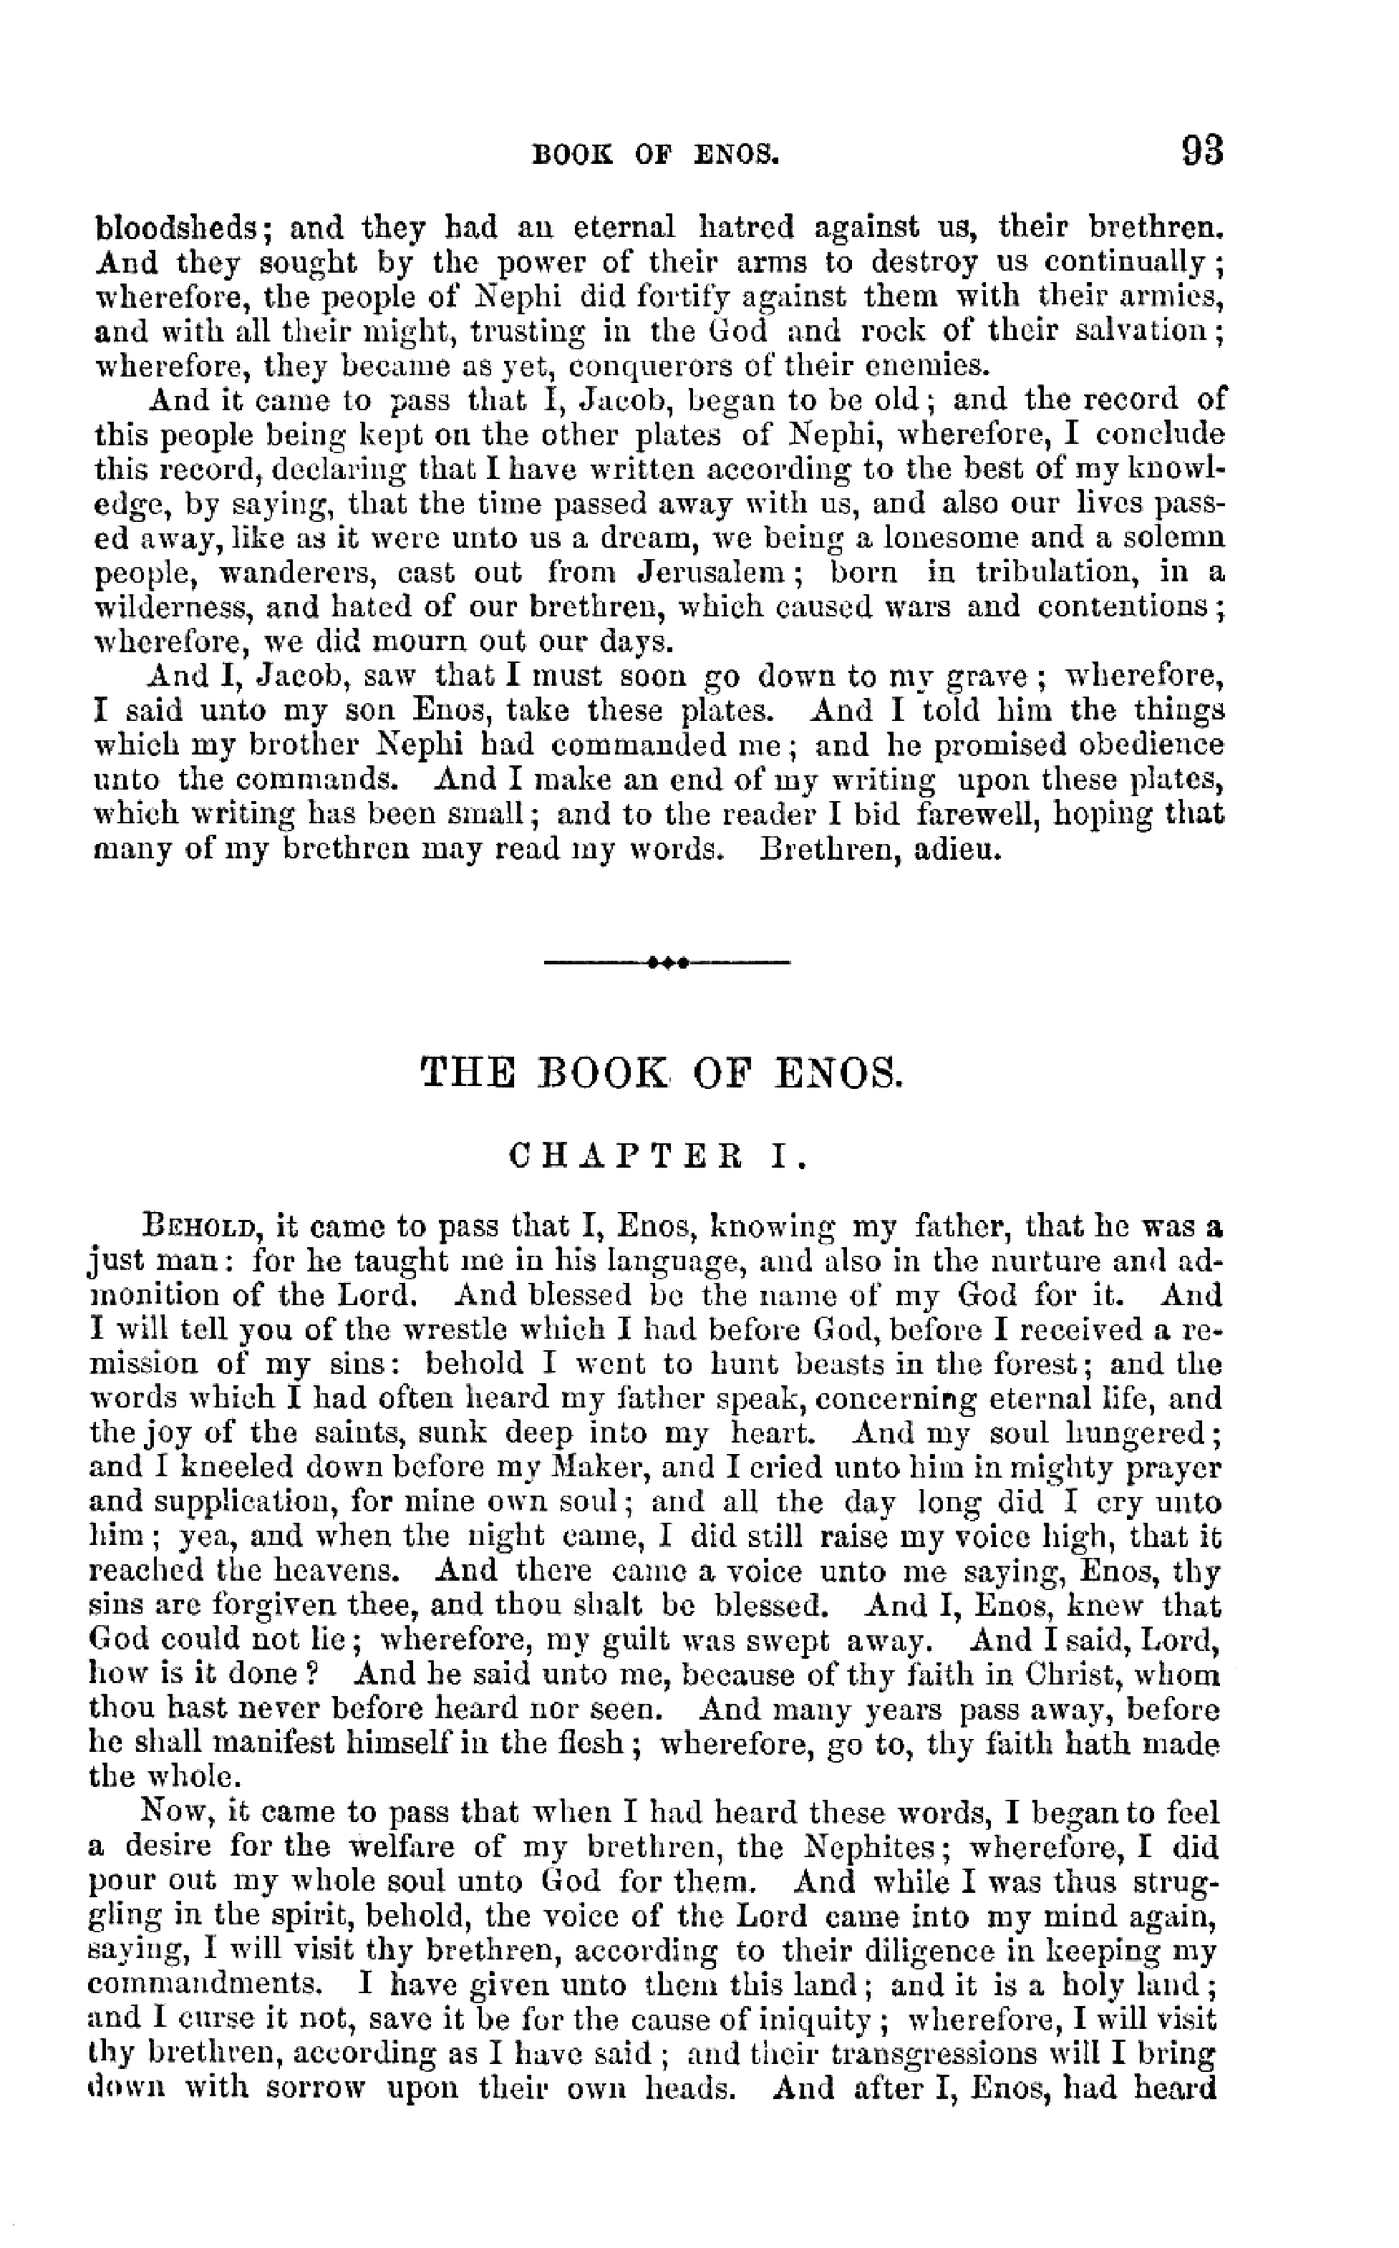 BOOK OF ENOS. 93
bloodsheds; and they had an eternal hatred against us, their brethren.
And they sought by the power of their arms to destroy us continually;
wherefore, the people of Nephi did fortify against them with their armies,
and with all their might, trusting in the God and rock of their salvation;
wherefore, they became as yet, conquerors of their enemies.
And it came to pass that I, Jacob, began to be old; and the record of
this people being kept on the other plates of Nephi, wherefore, I conclude
this record, declaring that I have written according to the best of my knowl-
edge, by saying, that the time passed away with us, and also our lives pass-
ed away, like as it were unto us a dream, we being a lonesome and a solemn
people, wanderers, cast out from Jerusalem; born in tribulation, in a
wilderness, and hated of our brethren, which caused wars and contentions;
wherefore, we did mourn out our days.
And I, Jacob, saw that I must soon go down to my grave; wherefore,
I said unto my son Enos, take these plates. And I told him the things
which my brother Nephi had commanded me; and he promised obedience
unto the commands. And I make an end of my writing upon these plates,
which writing has been small; and to the reader I bid farewell, hoping that
many of my brethren may read my words. Brethren, adieu.
THE BOOK OF ENOS.
CHAPTER I.
BEHOLD, it came to pass that I, Enos, knowing my father, that he was a
just man: for he taught me in his language, and also in the nurture and ad-
monition of the Lord. And blessed be the name of my God for it. And
I will tell you of the wrestle which I had before God, before I received a re-
mission of my sins: behold I went to hunt beasts in the forest; and the
words which I had often heard my father speak, concerning eternal life, and
the joy of the saints, sunk deep into my heart. And my soul hungered;
and I kneeled down before my Maker, and I cried unto him in mighty prayer
and supplication, for mine own soul; and all the day long did I cry unto
him; yea, and when the night came, I did still raise my voice high, that it
reached the heavens. And there came a voice unto me saying, Enos, thy
sins are forgiven thee, and thou shalt be blessed. And I, Enos, knew that
God could not lie; wherefore, my guilt was swept away. And I said, Lord,
how is it done? And he said unto me, because of thy faith in Christ, whom
thou hast never before heard nor seen. And many years pass away, before
he shall manifest himself in the flesh; wherefore, go to, thy faith hath made
the whole.
Now, it came to pass that when I had heard these words, I began to feel
a desire for the welfare of my brethren, the Nephites; wherefore, I did
pour out my whole soul unto God for them. And while I was thus strug-
gling in the spirit, behold, the voice of the Lord came into my mind again,
saying, I will visit thy brethren, according to their diligence in keeping my
commandments. I have given unto them this land; and it is a holy land;
and I curse it not, save it be for the cause of iniquity; wherefore, I will visit
thy brethren, according as I have said; and their transgressions will I bring
down with sorrow upon their own heads. And after I, Enos, had heard